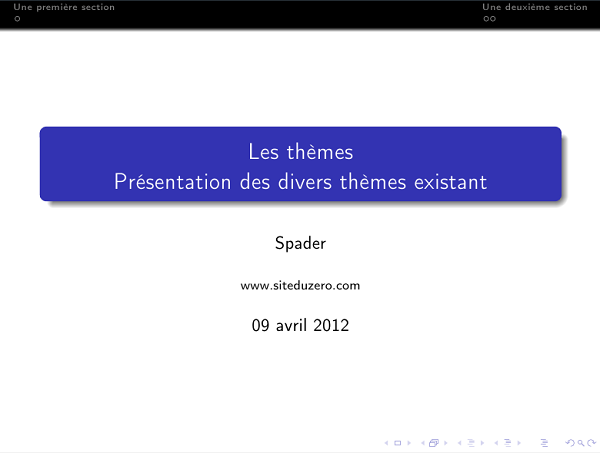 Une première section
Une deuxième section
Les thèmes
Présentation des divers thèmes existant
Spader
www.siteduzero.com
09 avril 2012